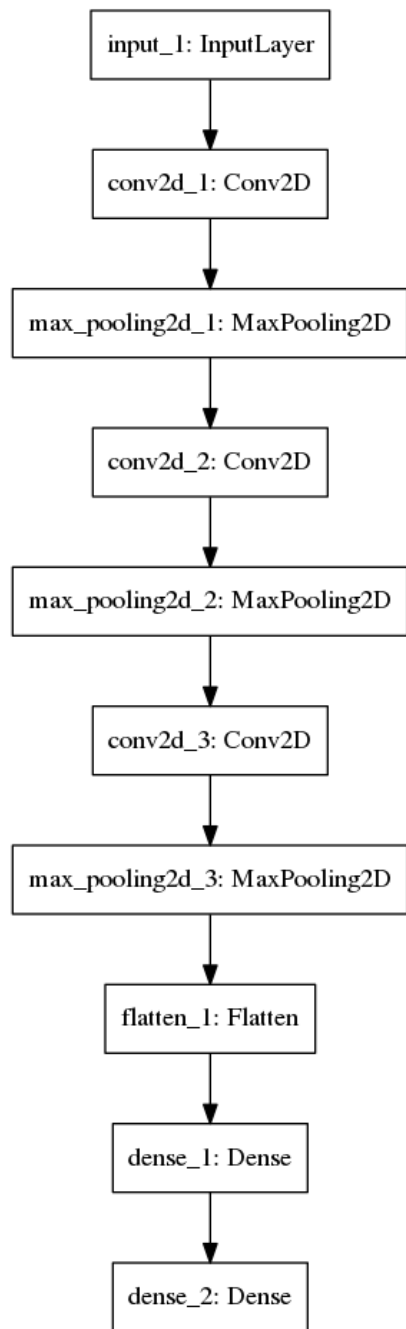 input_1: InputLayer
conv2d_1: Conv2D
max_pooling2d_1: MaxPooling2D
conv2d_2: Conv2D
max_pooling2d_2: MaxPooling2D
conv2d_3: Conv2D
max_pooling2d_3: MaxPooling2D
flatten_1: Flatten
dense_1: Dense
dense_2: Dense